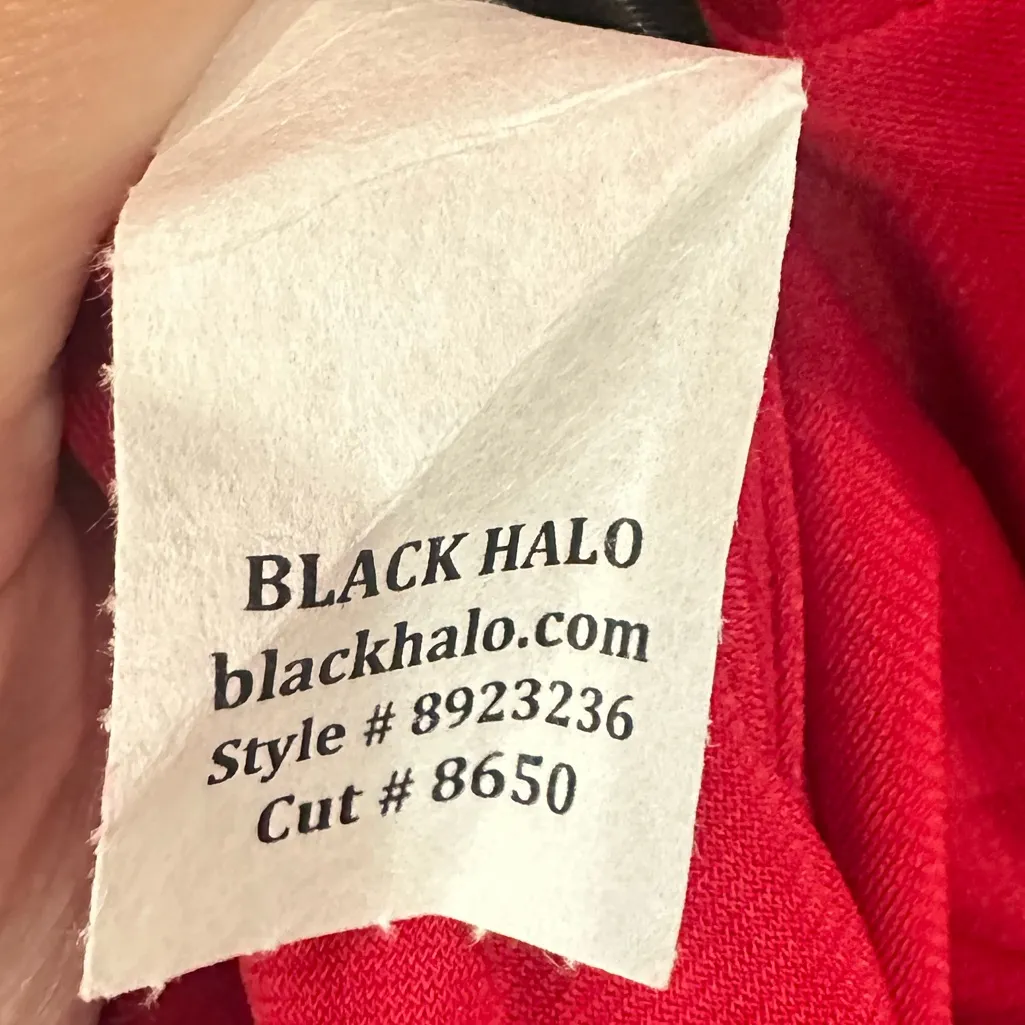 BLACK HALO
blackhalo.com
Style # 8923236
Cut # 8650